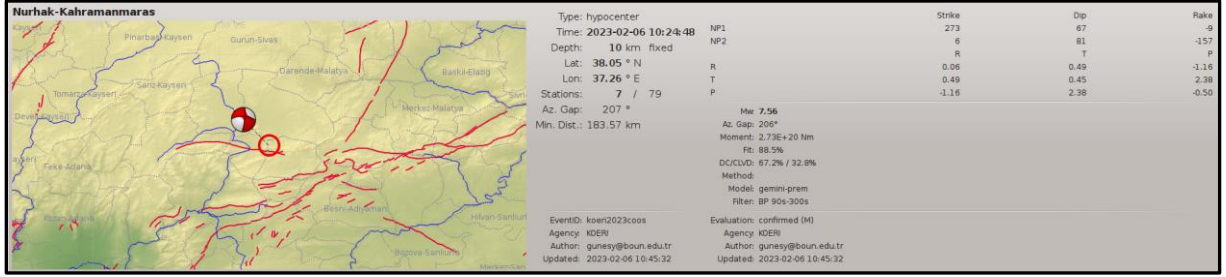 Nurhak-Kahramanmaras
Pinarbas-Kayseri
Gurun-Sivas
Darende-Malatya
Baskil-Elazig
Sariz-Kayseri
Tomarza-Kayseri
Merkez-Malatya
Develi-Kayseri
Feke-Adana
Besni-Adiyaman
Hilvan-Sanliurf
Bozova-Sanliurfa
Merkez-San
Type: hypocenter
Time: 2023-02-06 10:24:48
Depth: 10 km fixed
Lat: 38.05 ° N
Lon: 37.26 ° E
Stations: 7 / 79
Az. Gap: 207 °
Min. Dist.: 183.57 km
EventID: koeri2023coos
Agency: KOERI
Author: gunesy@boun.edu.tr
Updated: 2023-02-06 10:45:32
Strike Dip Rake
NP1 273 67 -9
NP2 6 81 -157
R T P
R 0.06 0.49 -1.16
T 0.49 0.45 2.38
P -1.16 2.38 -0.50
Mw 7.56
Az. Gap: 206°
Moment: 2.73E+20 Nm
Fit: 88.5%
DC/CLVD: 67.2% / 32.8%
Method:
Model: gemini-prem
Filter: BP 90s-300s
Evaluation: confirmed (M)
Agency: KOERI
Author: gunesy@boun.edu.tr
Updated: 2023-02-06 10:45:32